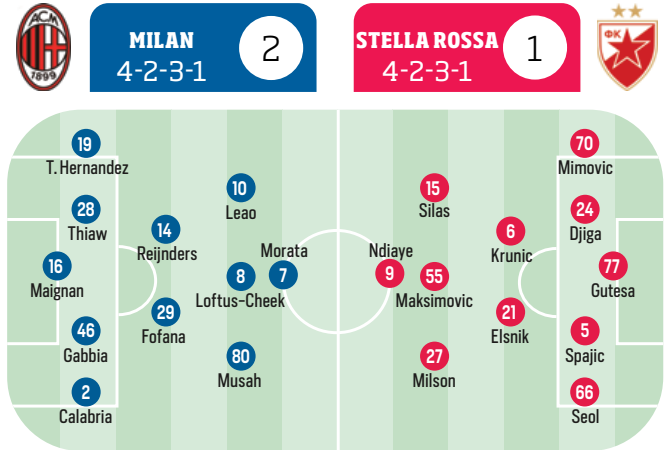 ACM
1899
MILAN
4-2-3-1
2
STELLA ROSSA
4-2-3-1
1
ФК
19
T. Hernandez
28
Thiaw
16
Maignan
46
Gabbia
2
Calabria
14
Reijnders
29
Fofana
10
Leao
8
Loftus-Cheek
80
Musah
Morata
7
Ndiaye
9
15
Silas
55
Maksimovic
27
Milson
6
Krunic
21
Elsnik
70
Mimovic
24
Djiga
77
Gutesa
5
Spajic
66
Seol